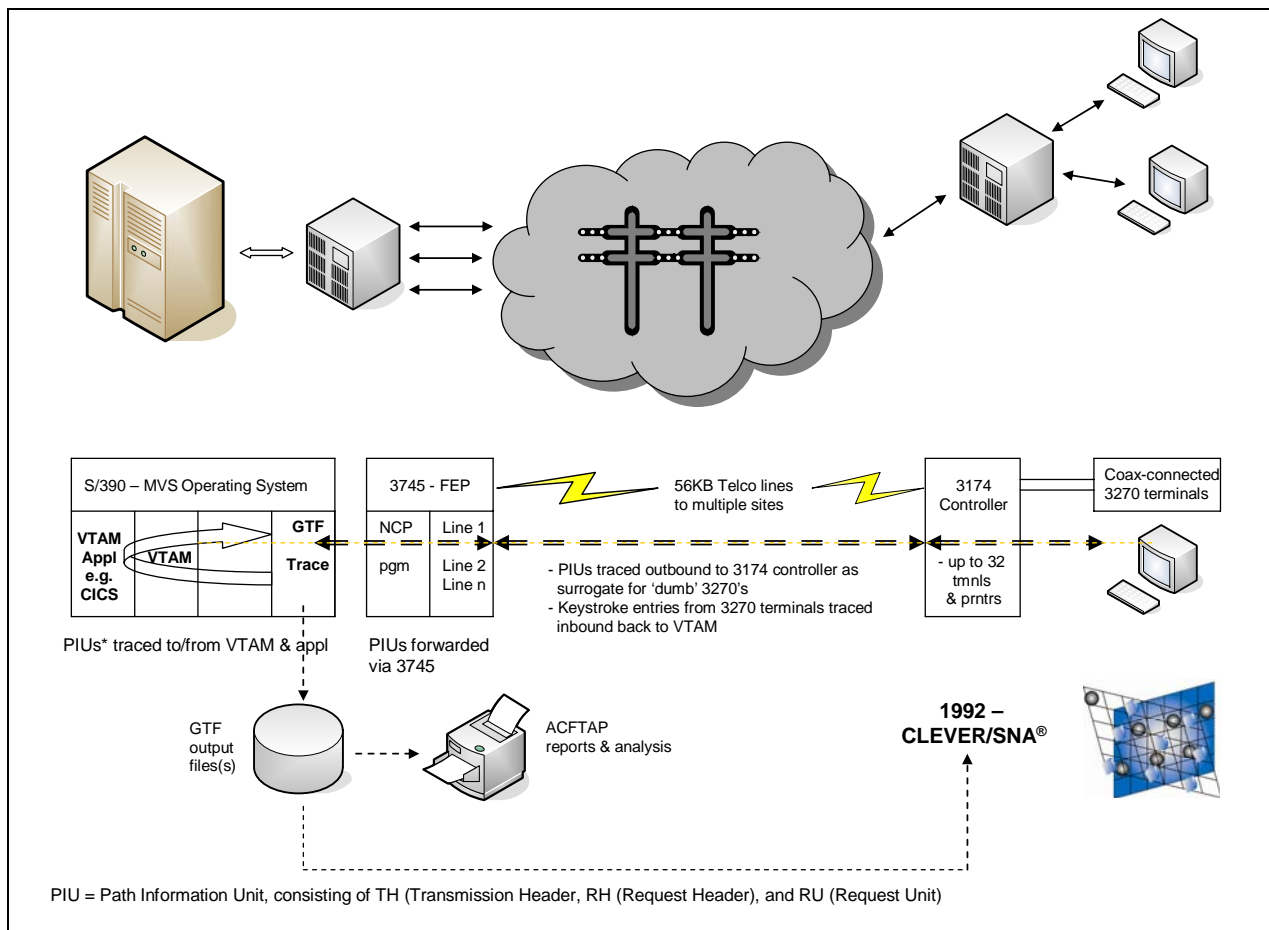 S/390 – MVS Operating System
VTAM
Appl
e.g.
CICS
VTAM
GTF
Trace
3745 - FEP
NCP
pgm
Line 1
Line 2
Line n
56KB Telco lines
to multiple sites
3174
Controller
- up to 32
tmnls
& prntrs
Coax-connected
3270 terminals
- PIUs traced outbound to 3174 controller as
surrogate for ‘dumb’ 3270’s
- Keystroke entries from 3270 terminals traced
inbound back to VTAM
PIUs* traced to/from VTAM & appl
PIUs forwarded
via 3745
GTF
output
files(s)
ACFTAP
reports & analysis
1992 –
CLEVER/SNA®
PIU = Path Information Unit, consisting of TH (Transmission Header, RH (Request Header), and RU (Request Unit)